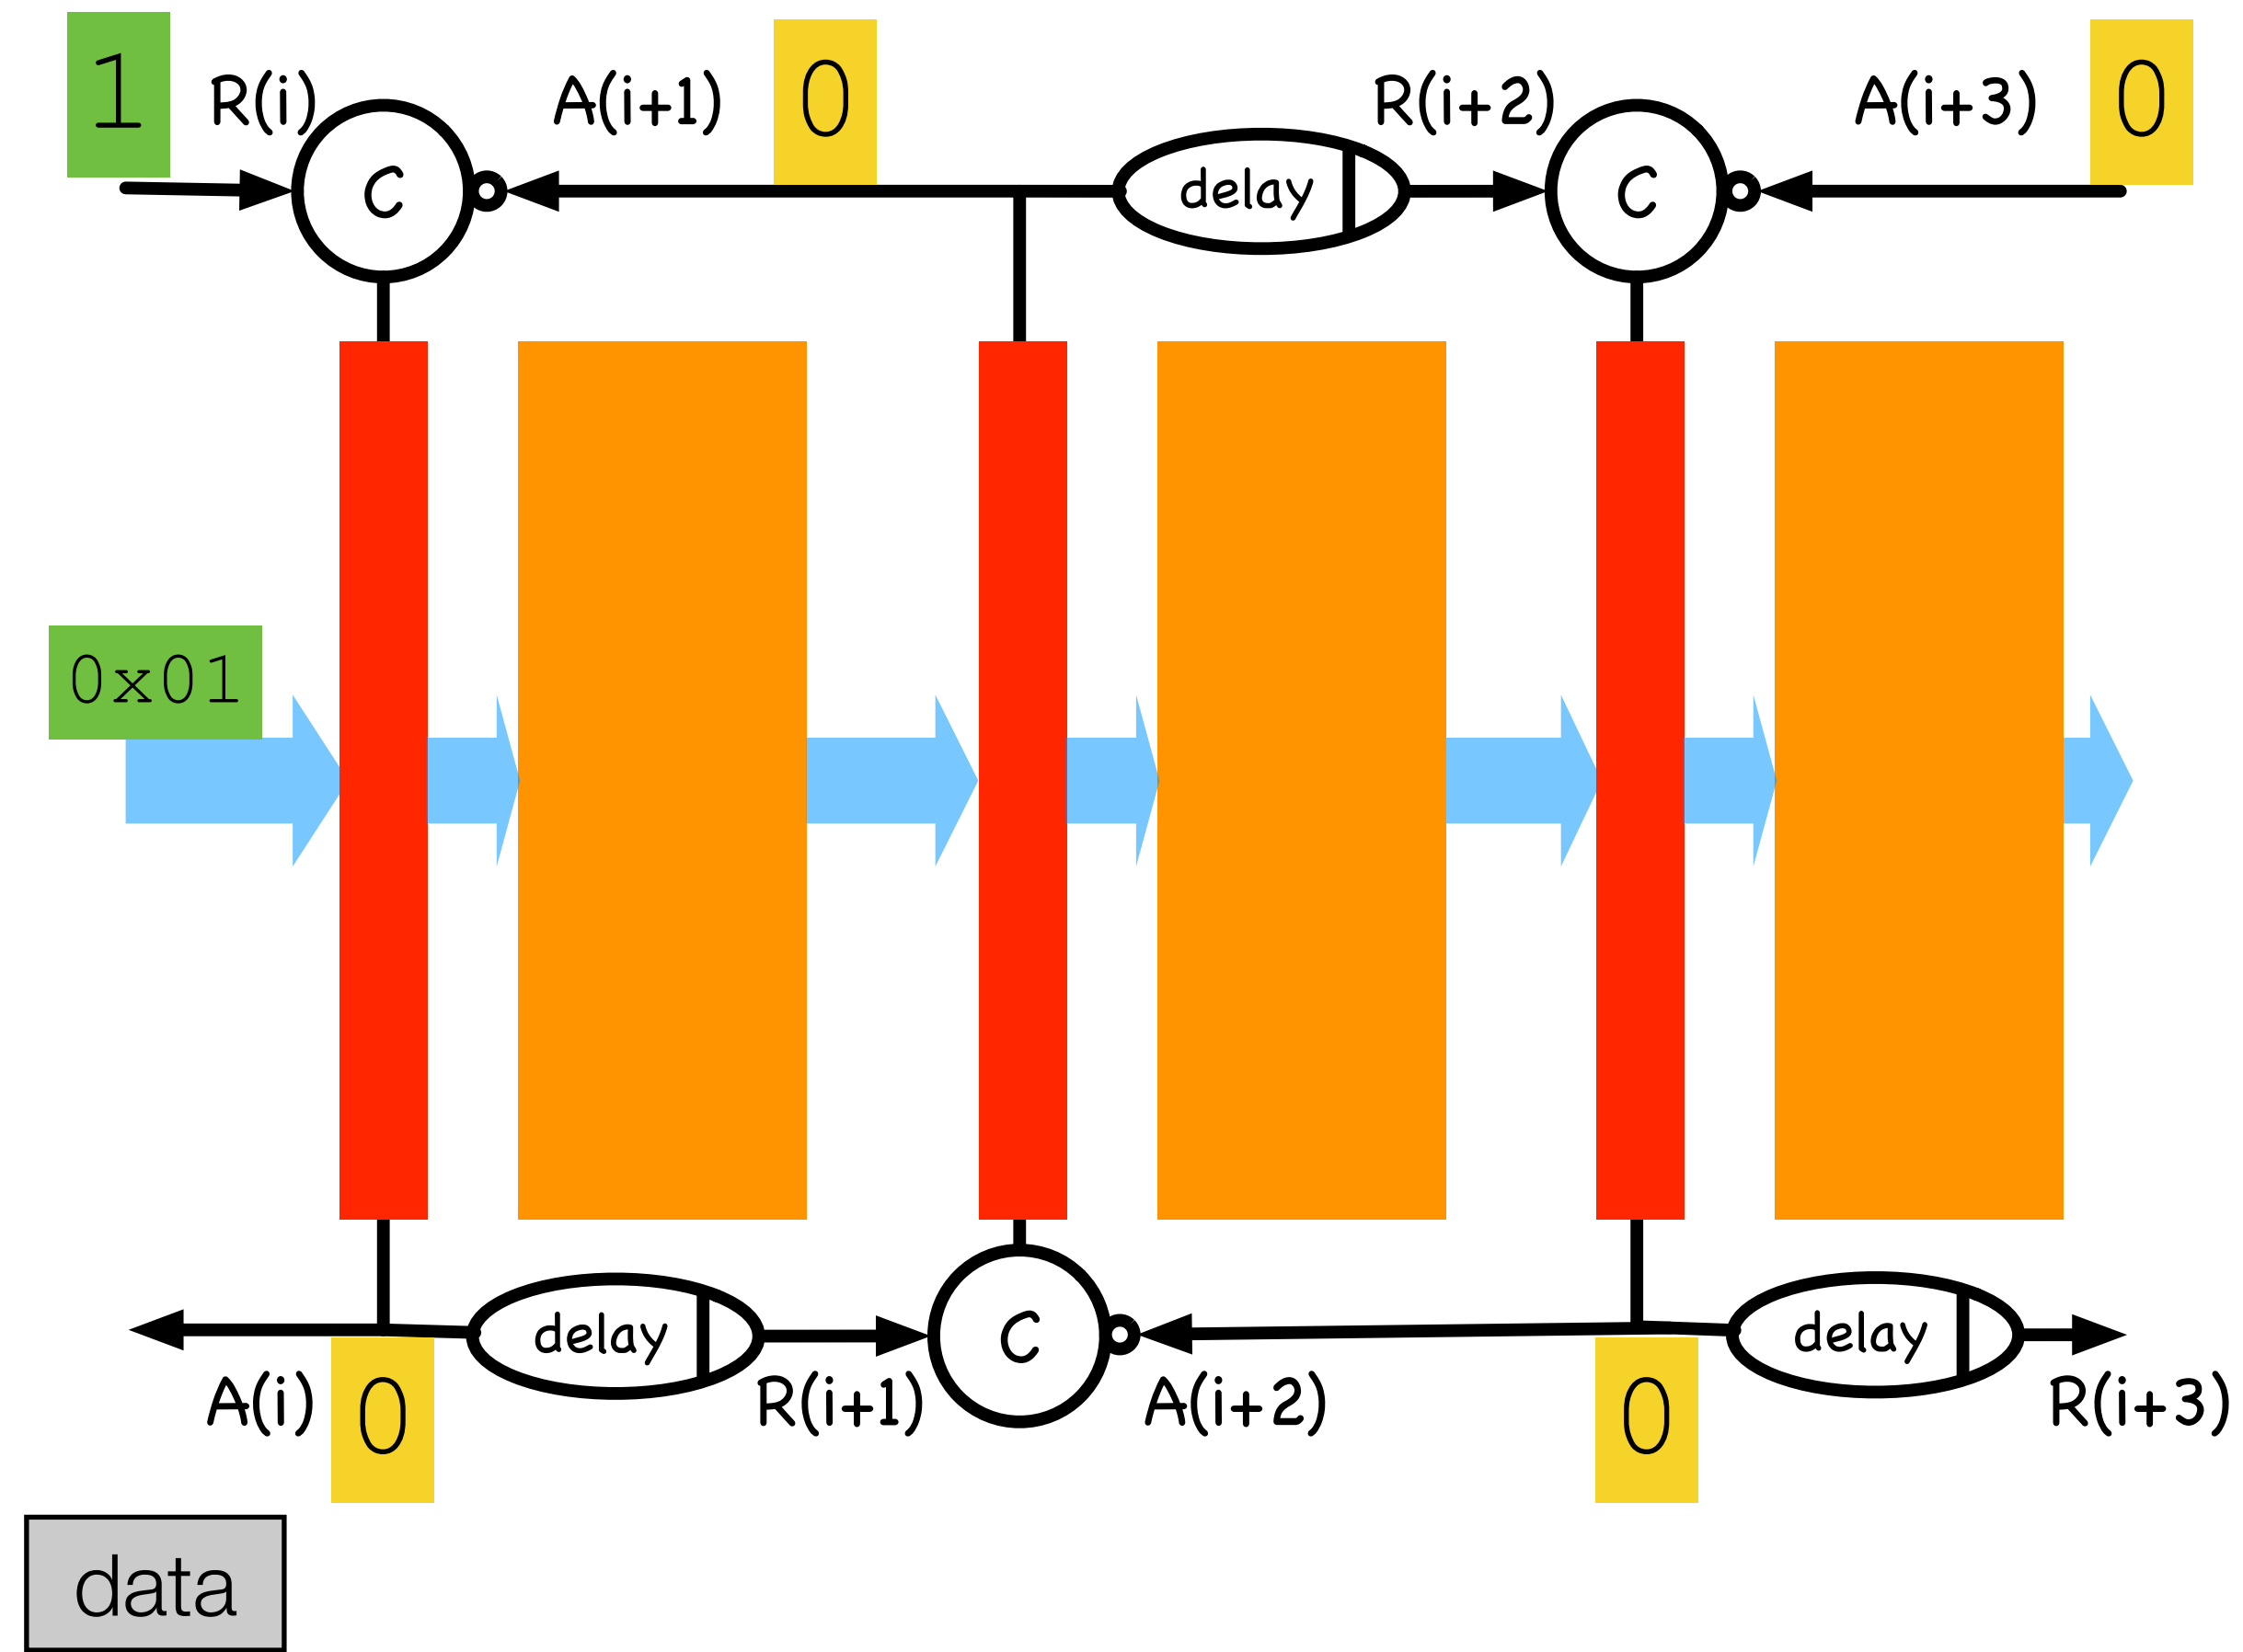 1 R(i) A(i+1) 0 R(i+2) A(i+3) 0
C delay C
0x01
delay C delay
A(i) 0 R(i+1) A(i+2) 0 R(i+3)
data